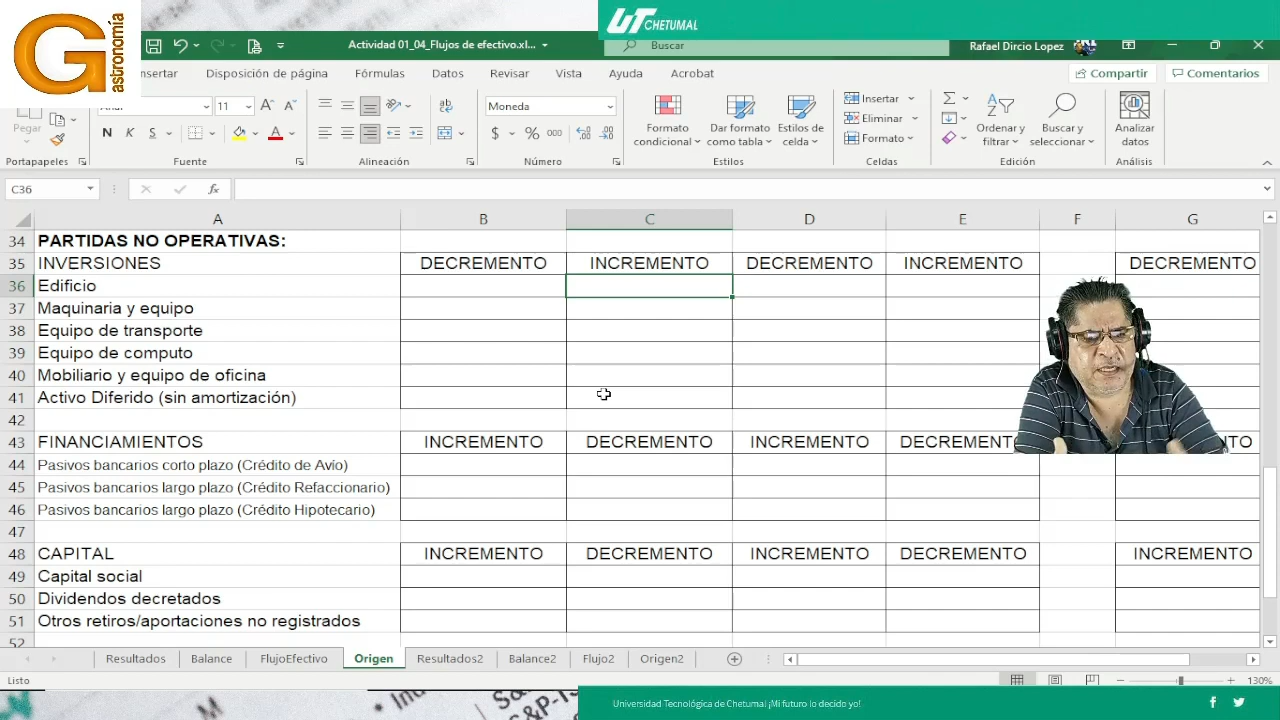 G
astronomía
UT
CHETUMAL
Actividad 01_04_Flujos de efectivo.xl...
Buscar
Rafael Dircio Lopez
nsertar
Disposición de página
Fórmulas
Datos
Revisar
Vista
Ayuda
Acrobat
Compartir
Comentarios
Pegar
11
N K S
Moneda
$ % 000
Formato
condicional
Dar formato
como tabla
Estilos de
celda
Insertar
Eliminar
Formato
Ordenar y
filtrar
Buscar y
seleccionar
Analizar
datos
Portapapeles
Fuente
Alineación
Número
Estilos
Celdas
Edición
Análisis
C36
fx
A B C D E F G
34 PARTIDAS NO OPERATIVAS:
35 INVERSIONES DECREMENTO INCREMENTO DECREMENTO INCREMENTO DECREMENTO
36 Edificio
37 Maquinaria y equipo
38 Equipo de transporte
39 Equipo de computo
40 Mobiliario y equipo de oficina
41 Activo Diferido (sin amortización)
42
43 FINANCIAMIENTOS INCREMENTO DECREMENTO INCREMENTO DECREMENTO
44 Pasivos bancarios corto plazo (Crédito de Avío)
45 Pasivos bancarios largo plazo (Crédito Refaccionario)
46 Pasivos bancarios largo plazo (Crédito Hipotecario)
47
48 CAPITAL INCREMENTO DECREMENTO INCREMENTO DECREMENTO INCREMENTO
49 Capital social
50 Dividendos decretados
51 Otros retiros/aportaciones no registrados
52
Resultados Balance FlujoEfectivo Origen Resultados2 Balance2 Flujo2 Origen2
Listo
130%
Universidad Tecnológica de Chetumal ¡Mi futuro lo decido yo!